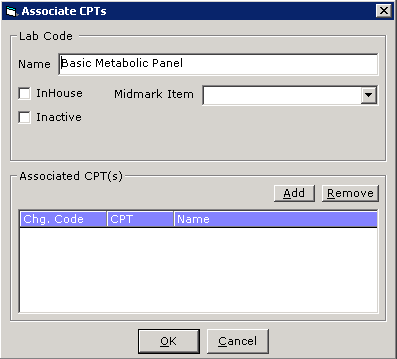 Associate CPTs
Lab Code
Name Basic Metabolic Panel
InHouse Midmark Item
Inactive
Associated CPT(s)
Add Remove
Chg. Code CPT Name
OK Cancel